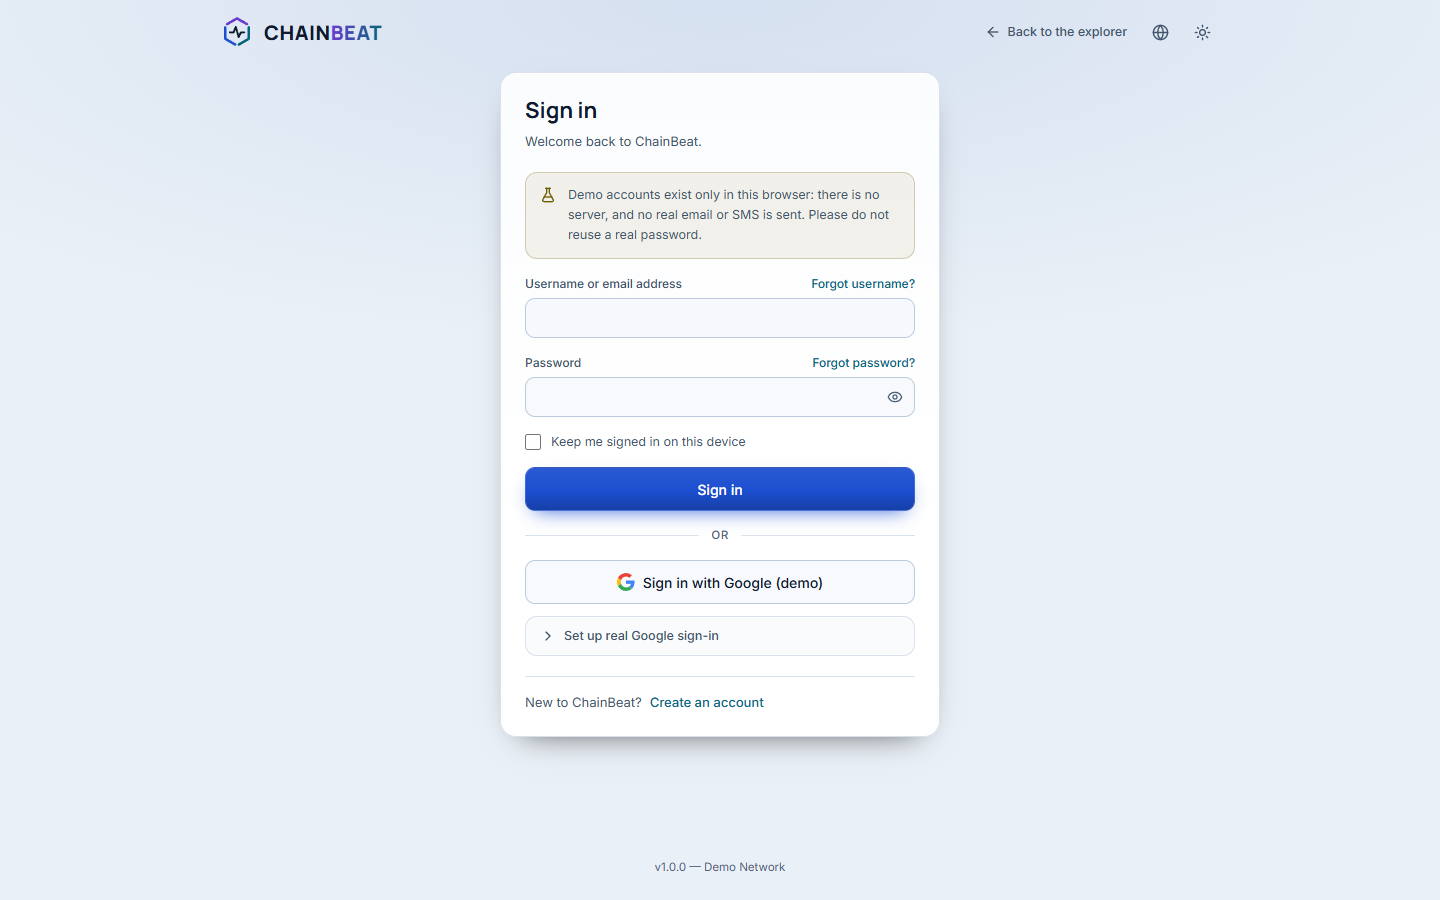 CHAINBEAT
Back to the explorer
Sign in
Welcome back to ChainBeat.
Demo accounts exist only in this browser: there is no
server, and no real email or SMS is sent. Please do not
reuse a real password.
Username or email address
Forgot username?
Password
Forgot password?
Keep me signed in on this device
Sign in
OR
Sign in with Google (demo)
Set up real Google sign-in
New to ChainBeat? Create an account
v1.0.0 — Demo Network